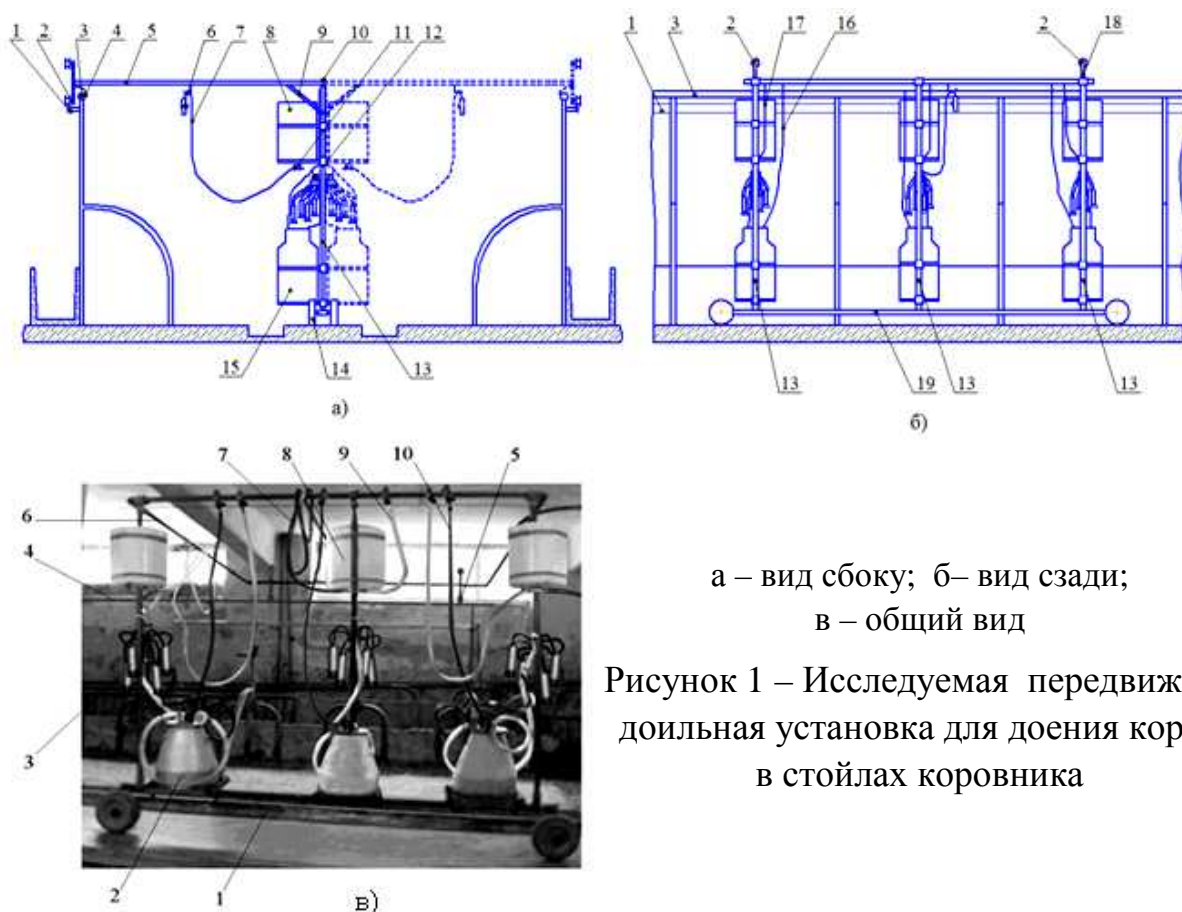 1 2 3 4 5 6 7 8 9 10 11 12
15 14 13
а)
1 3 2 17 16 2 18
13 19 13 13
б)
7 8 9 10 5
6
4
3
2 1
в)
а – вид сбоку; б– вид сзади;
в – общий вид
Рисунок 1 – Исследуемая передвиж
доильная установка для доения кор
в стойлах коровника